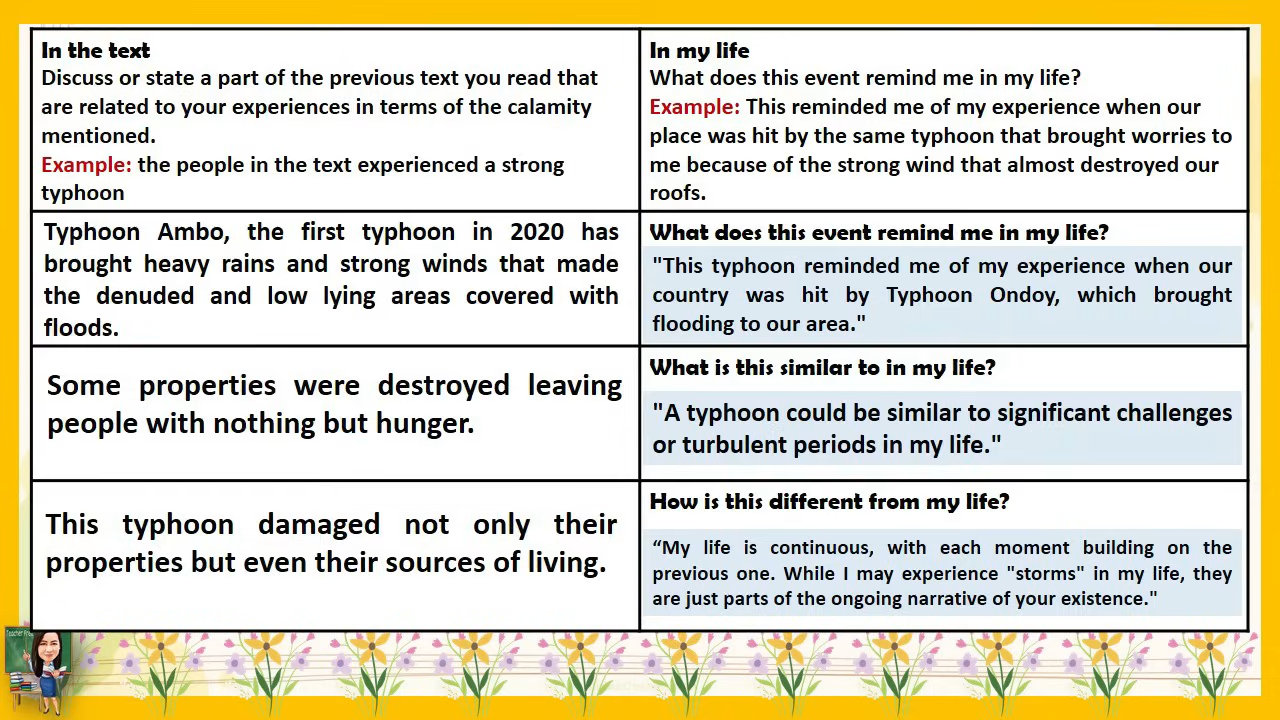 In the text
Discuss or state a part of the previous text you read that
are related to your experiences in terms of the calamity
mentioned.
Example: the people in the text experienced a strong
typhoon
In my life
What does this event remind me in my life?
Example: This reminded me of my experience when our
place was hit by the same typhoon that brought worries to
me because of the strong wind that almost destroyed our
roofs.
Typhoon Ambo, the first typhoon in 2020 has
brought heavy rains and strong winds that made
the denuded and low lying areas covered with
floods.
What does this event remind me in my life?
"This typhoon reminded me of my experience when our
country was hit by Typhoon Ondoy, which brought
flooding to our area."
Some properties were destroyed leaving
people with nothing but hunger.
What is this similar to in my life?
"A typhoon could be similar to significant challenges
or turbulent periods in my life."
This typhoon damaged not only their
properties but even their sources of living.
How is this different from my life?
“My life is continuous, with each moment building on the
previous one. While I may experience "storms" in my life, they
are just parts of the ongoing narrative of your existence."